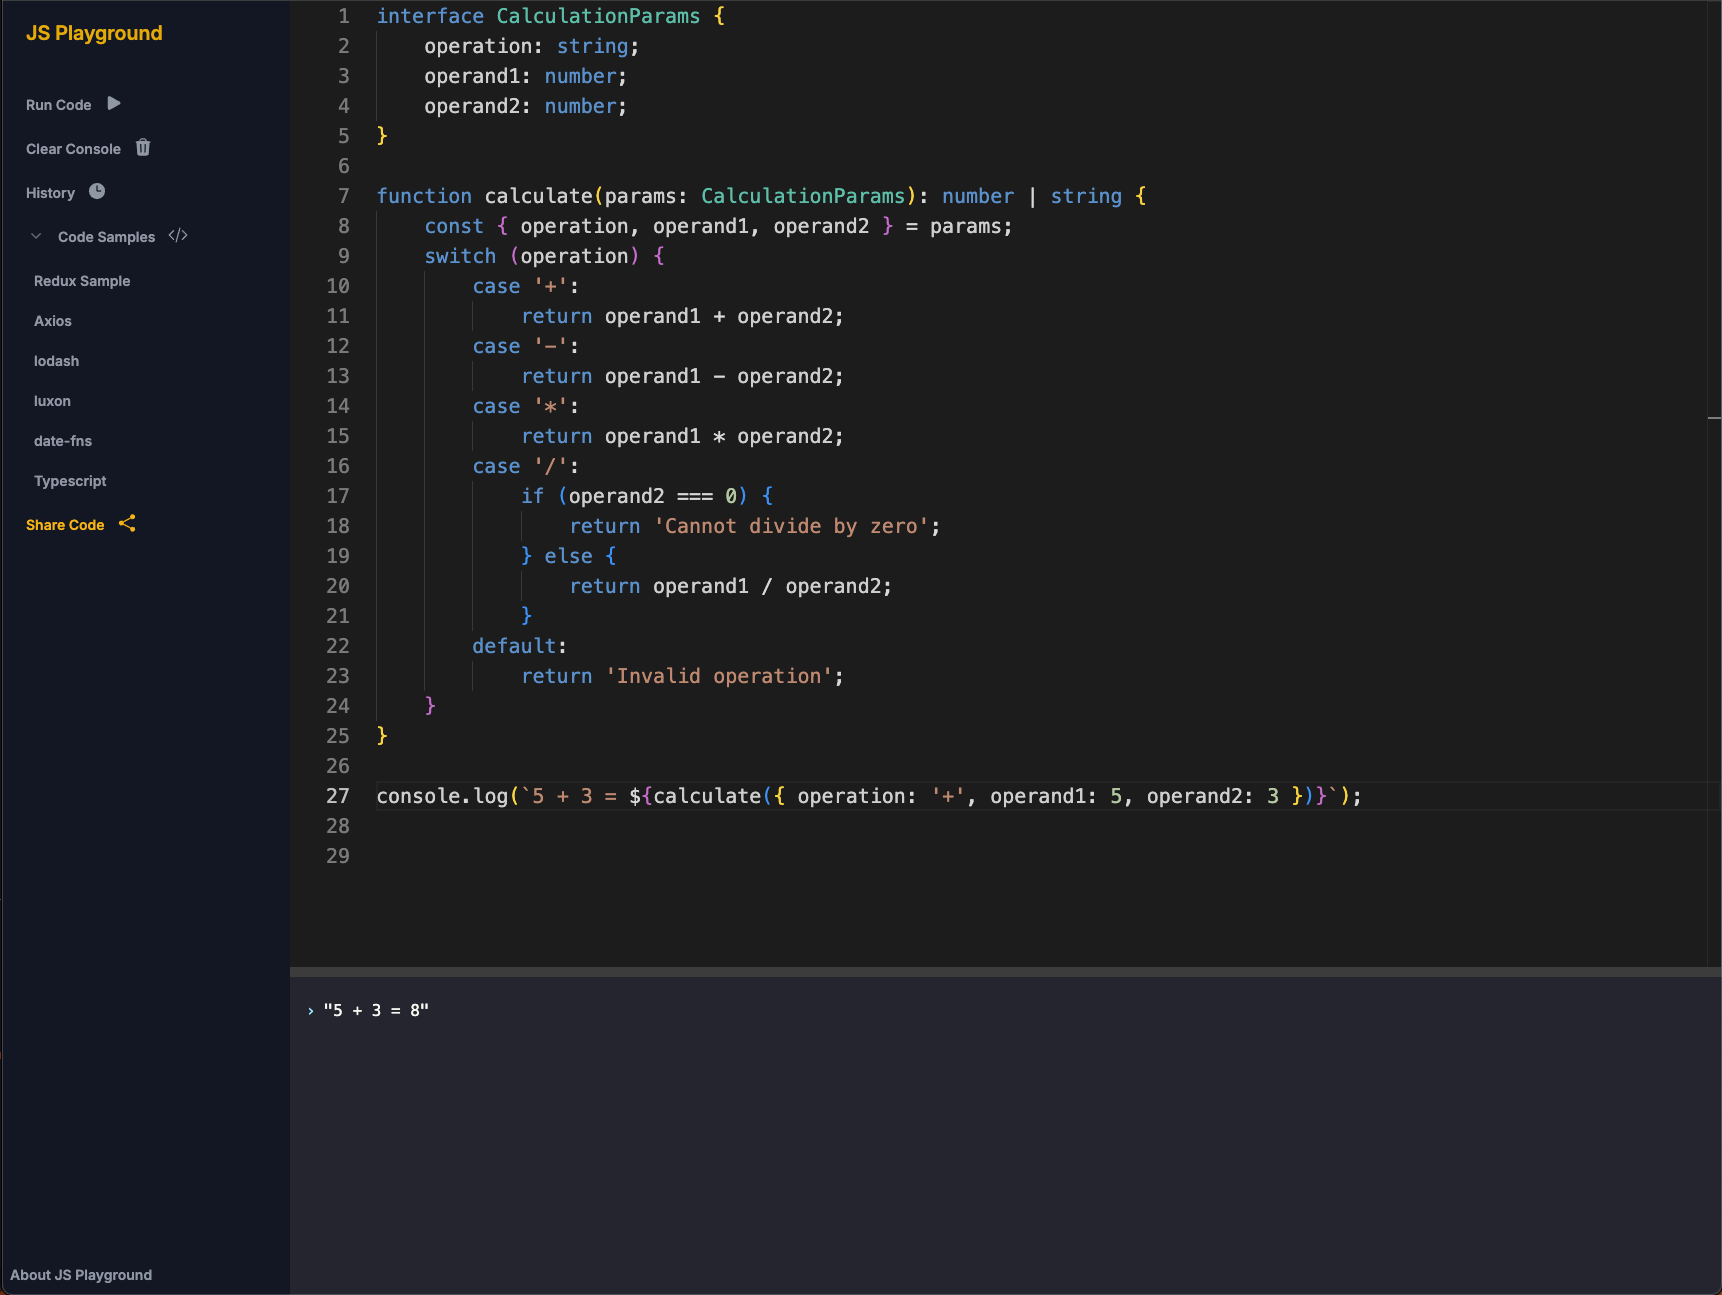 JS Playground
Run Code
Clear Console
History
Code Samples </>
Redux Sample
Axios
lodash
luxon
date-fns
Typescript
Share Code
About JS Playground
1 interface CalculationParams {
2     operation: string;
3     operand1: number;
4     operand2: number;
5 }
6
7 function calculate(params: CalculationParams): number | string {
8     const { operation, operand1, operand2 } = params;
9     switch (operation) {
10         case '+':
11             return operand1 + operand2;
12         case '-':
13             return operand1 - operand2;
14         case '*':
15             return operand1 * operand2;
16         case '/':
17             if (operand2 === 0) {
18                 return 'Cannot divide by zero';
19             } else {
20                 return operand1 / operand2;
21             }
22         default:
23             return 'Invalid operation';
24     }
25 }
26
27 console.log(`5 + 3 = ${calculate({ operation: '+', operand1: 5, operand2: 3 })}`);
28
29
› "5 + 3 = 8"